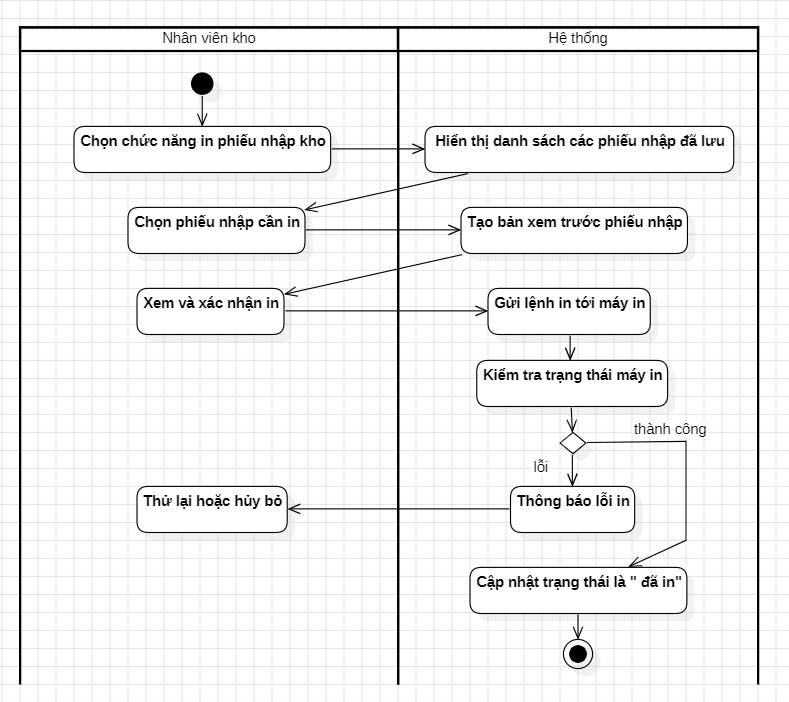 Nhân viên kho
Hệ thống
Chọn chức năng in phiếu nhập kho
Hiển thị danh sách các phiếu nhập đã lưu
Chọn phiếu nhập cần in
Tạo bản xem trước phiếu nhập
Xem và xác nhận in
Gửi lệnh in tới máy in
Kiểm tra trạng thái máy in
thành công
lỗi
Thử lại hoặc hủy bỏ
Thông báo lỗi in
Cập nhật trạng thái là " đã in"